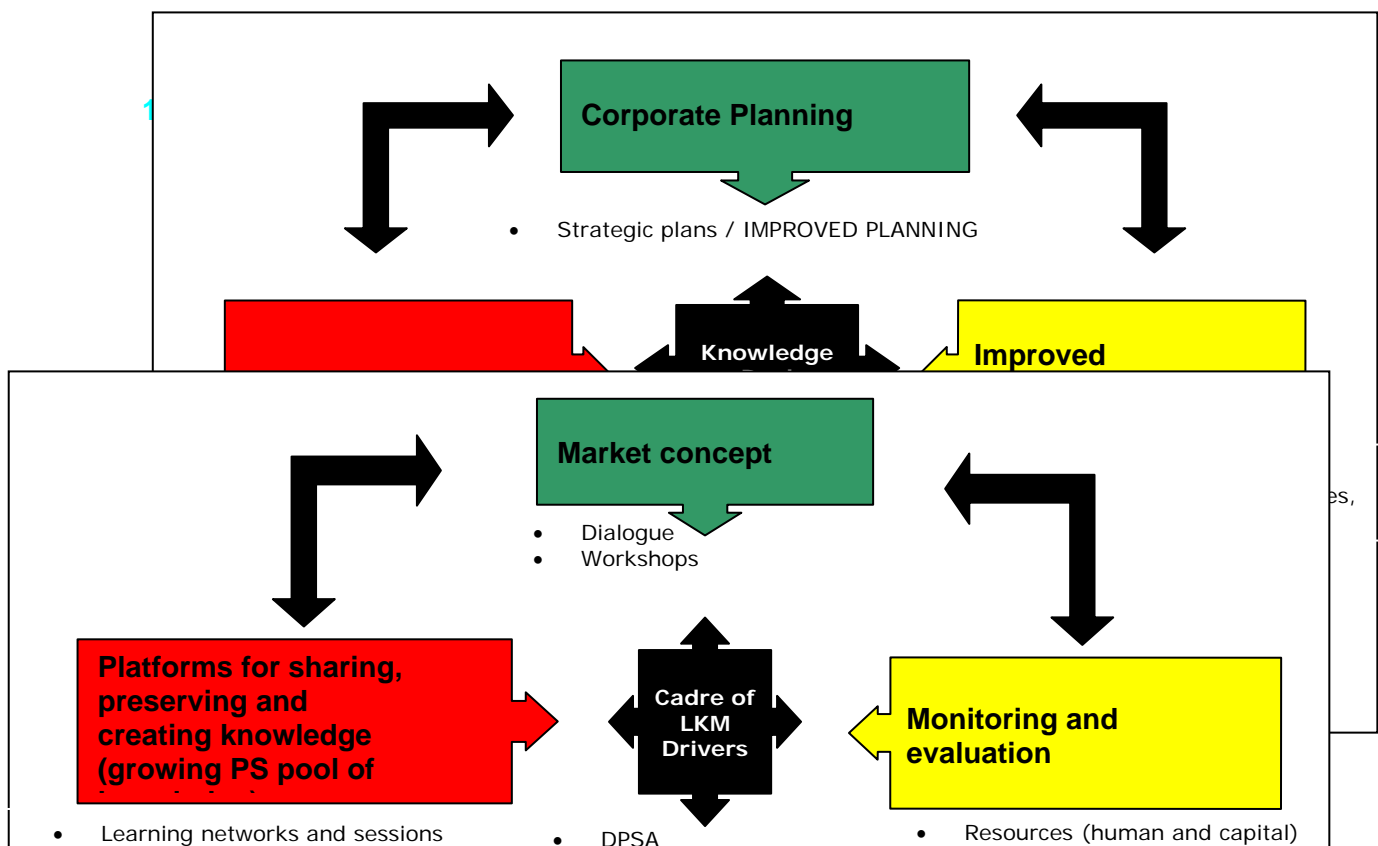 Corporate Planning
• Strategic plans / IMPROVED PLANNING
Knowledge
Improved
es,
Market concept
• Dialogue
• Workshops
Platforms for sharing,
preserving and
creating knowledge
(growing PS pool of
Cadre of
LKM
Drivers
Monitoring and
evaluation
• Learning networks and sessions
• DPSA
• Resources (human and capital)